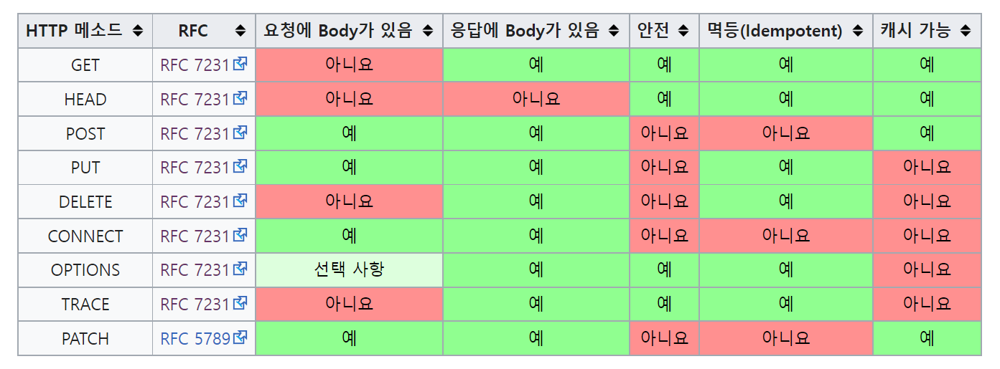 HTTP 메소드 RFC 요청에 Body가 있음 응답에 Body가 있음 안전 멱등(Idempotent) 캐시 가능
GET RFC 7231 아니요 예 예 예 예
HEAD RFC 7231 아니요 아니요 예 예 예
POST RFC 7231 예 예 아니요 아니요 예
PUT RFC 7231 예 예 아니요 예 아니요
DELETE RFC 7231 아니요 예 아니요 예 아니요
CONNECT RFC 7231 예 예 아니요 아니요 아니요
OPTIONS RFC 7231 선택 사항 예 예 예 아니요
TRACE RFC 7231 아니요 예 예 예 아니요
PATCH RFC 5789 예 예 아니요 아니요 예